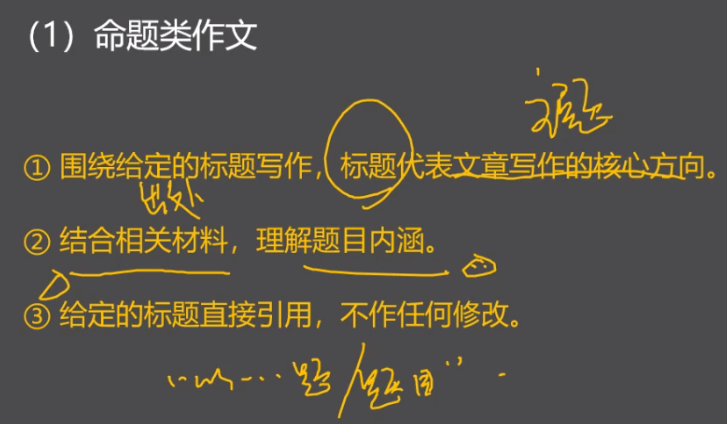 （1）命题类作文
① 围绕给定的标题写作，标题代表文章写作的核心方向。
出处
② 结合相关材料，理解题目内涵。
③ 给定的标题直接引用，不作任何修改。
“以…题/题目”